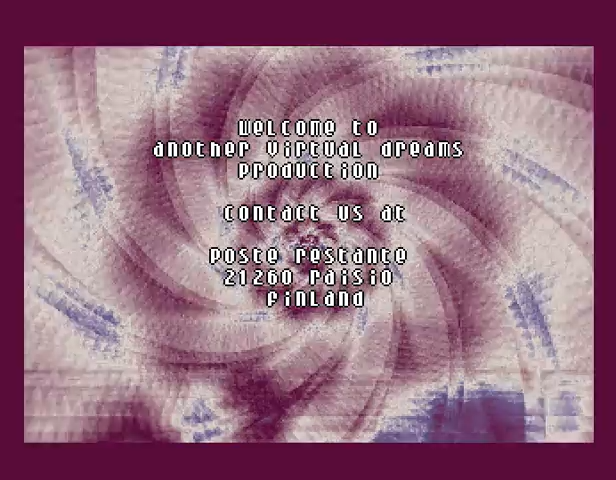 Welcome to
another virtual dreams
production
contact us at
poste restante
21260 raisio
finland